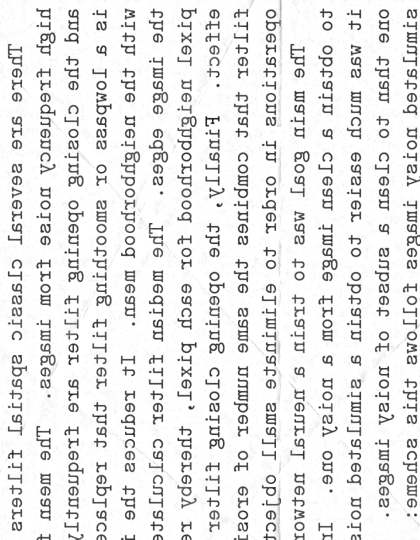 There are several classic spatial filters
high frequency noise from images. The mean f
and the closing opening filter are frequently
is a lowpass or smoothing filter that replace
with the neighborhood mean. It reduces the i
the image edges. The median filter calculate
pixel neighborhood for each pixel, thereby r
effect. Finally, the opening closing filter
filter that combines the same number of erosi
operations in order to eliminate small object
The main goal was to train a neural networ
to obtain a clean image from a noisy one. In
it was much easier to obtain a simulated nois
one than to clean a subset of noisy images.
simulated noisy images follows this scheme: